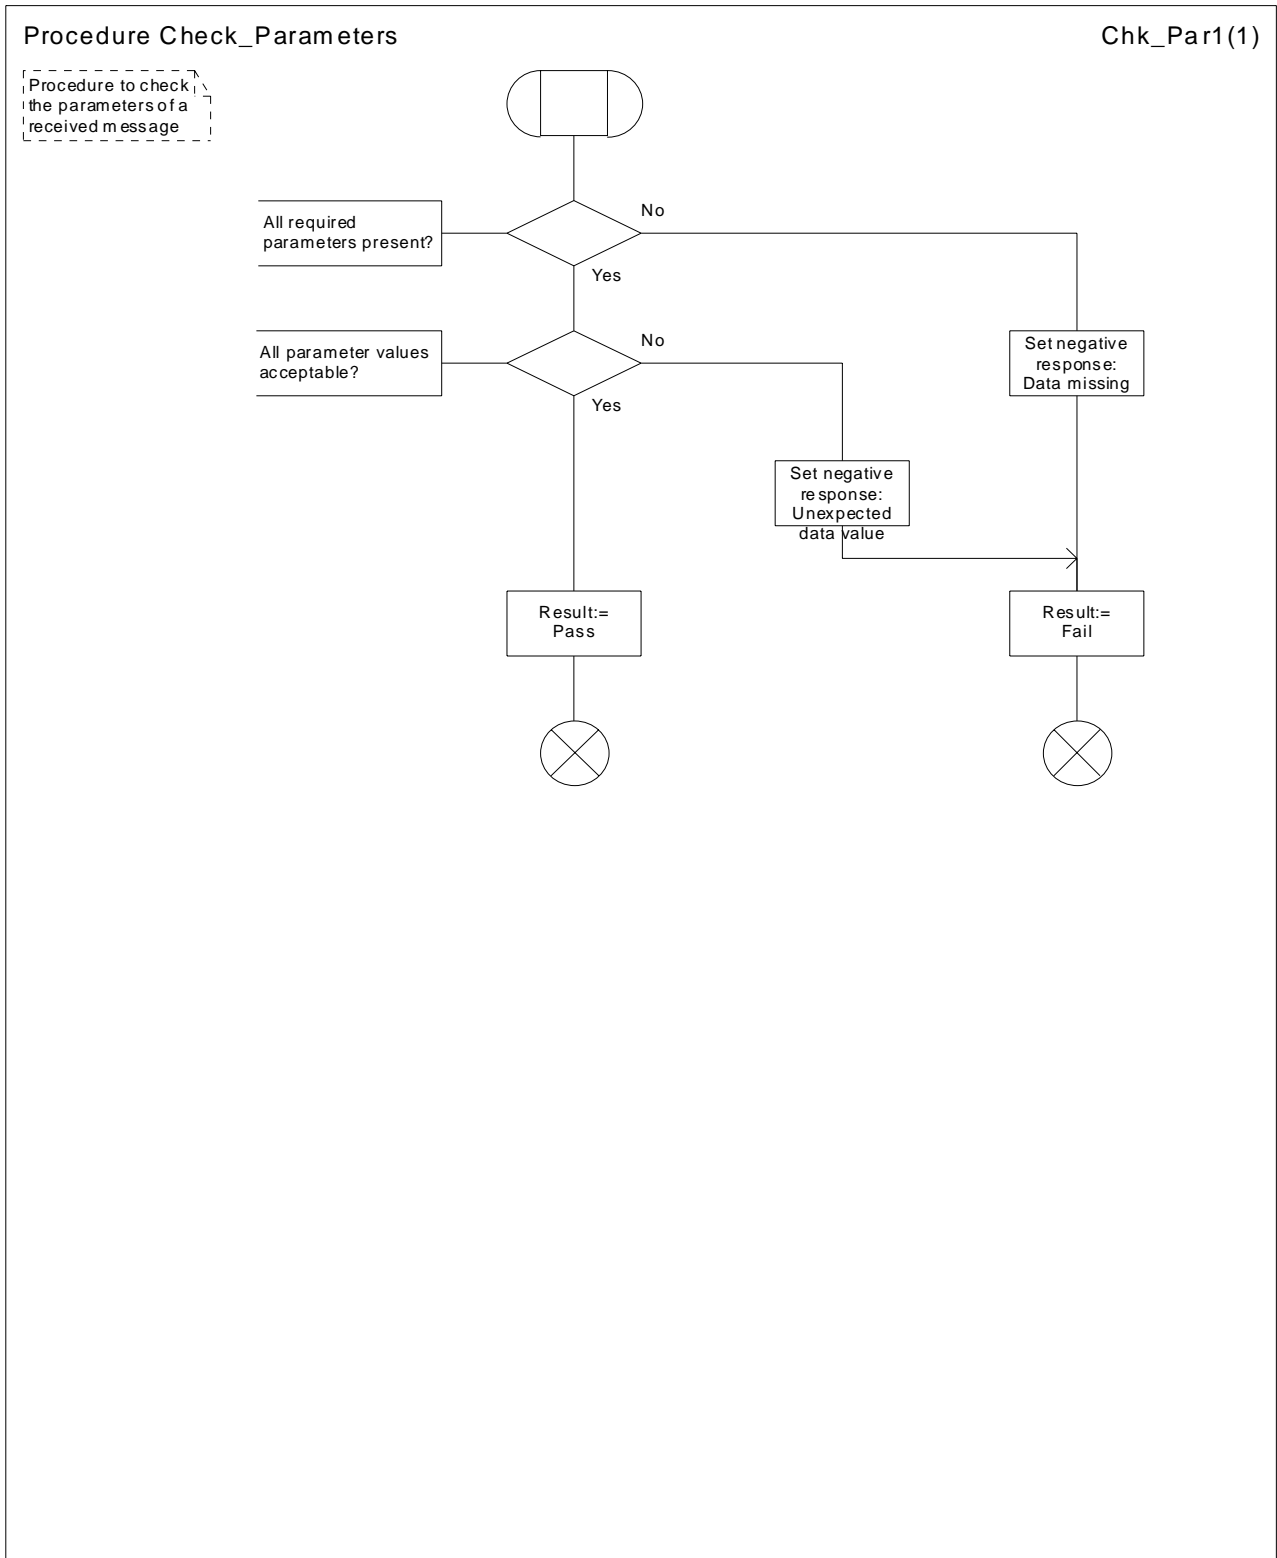 Procedure Check_Parameters
Chk_Par1(1)
Procedure to check
the parameters of a
received message
All required
parameters present?
No
Yes
All parameter values
acceptable?
No
Yes
Set negative
response:
Data missing
Set negative
response:
Unexpected
data value
Result:=
Pass
Result:=
Fail